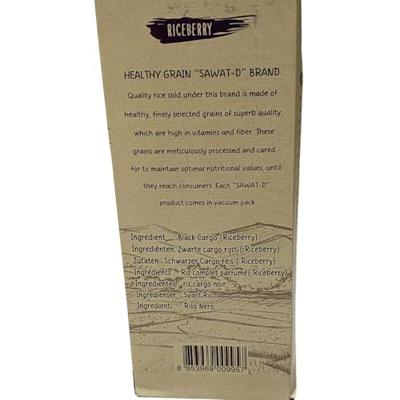 RICEBERRY
HEALTHY GRAIN "SAWAT-D" BRAND
Quality rice sold under this brand is made of
healthy, finely selected grains of superb quality,
which are high in vitamins and fiber. These
grains are meticulously processed and cared
for to maintain optimal nutritional values, until
they reach consumers. Each "SAWAT-D"
product comes in vacuum pack
Ingredient : Black Cargo (Riceberry)
Ingrediënten : Zwarte cargo rijst (Riceberry)
Zutaten : Schwarzer Cargo reis (Riceberry)
Ingrédients : Riz complet parfumé (Riceberry)
Ingredientes : riz cargo noir
Ingredienser : Svart Ris
Ingredient : Riso Nero
8 853969 009957